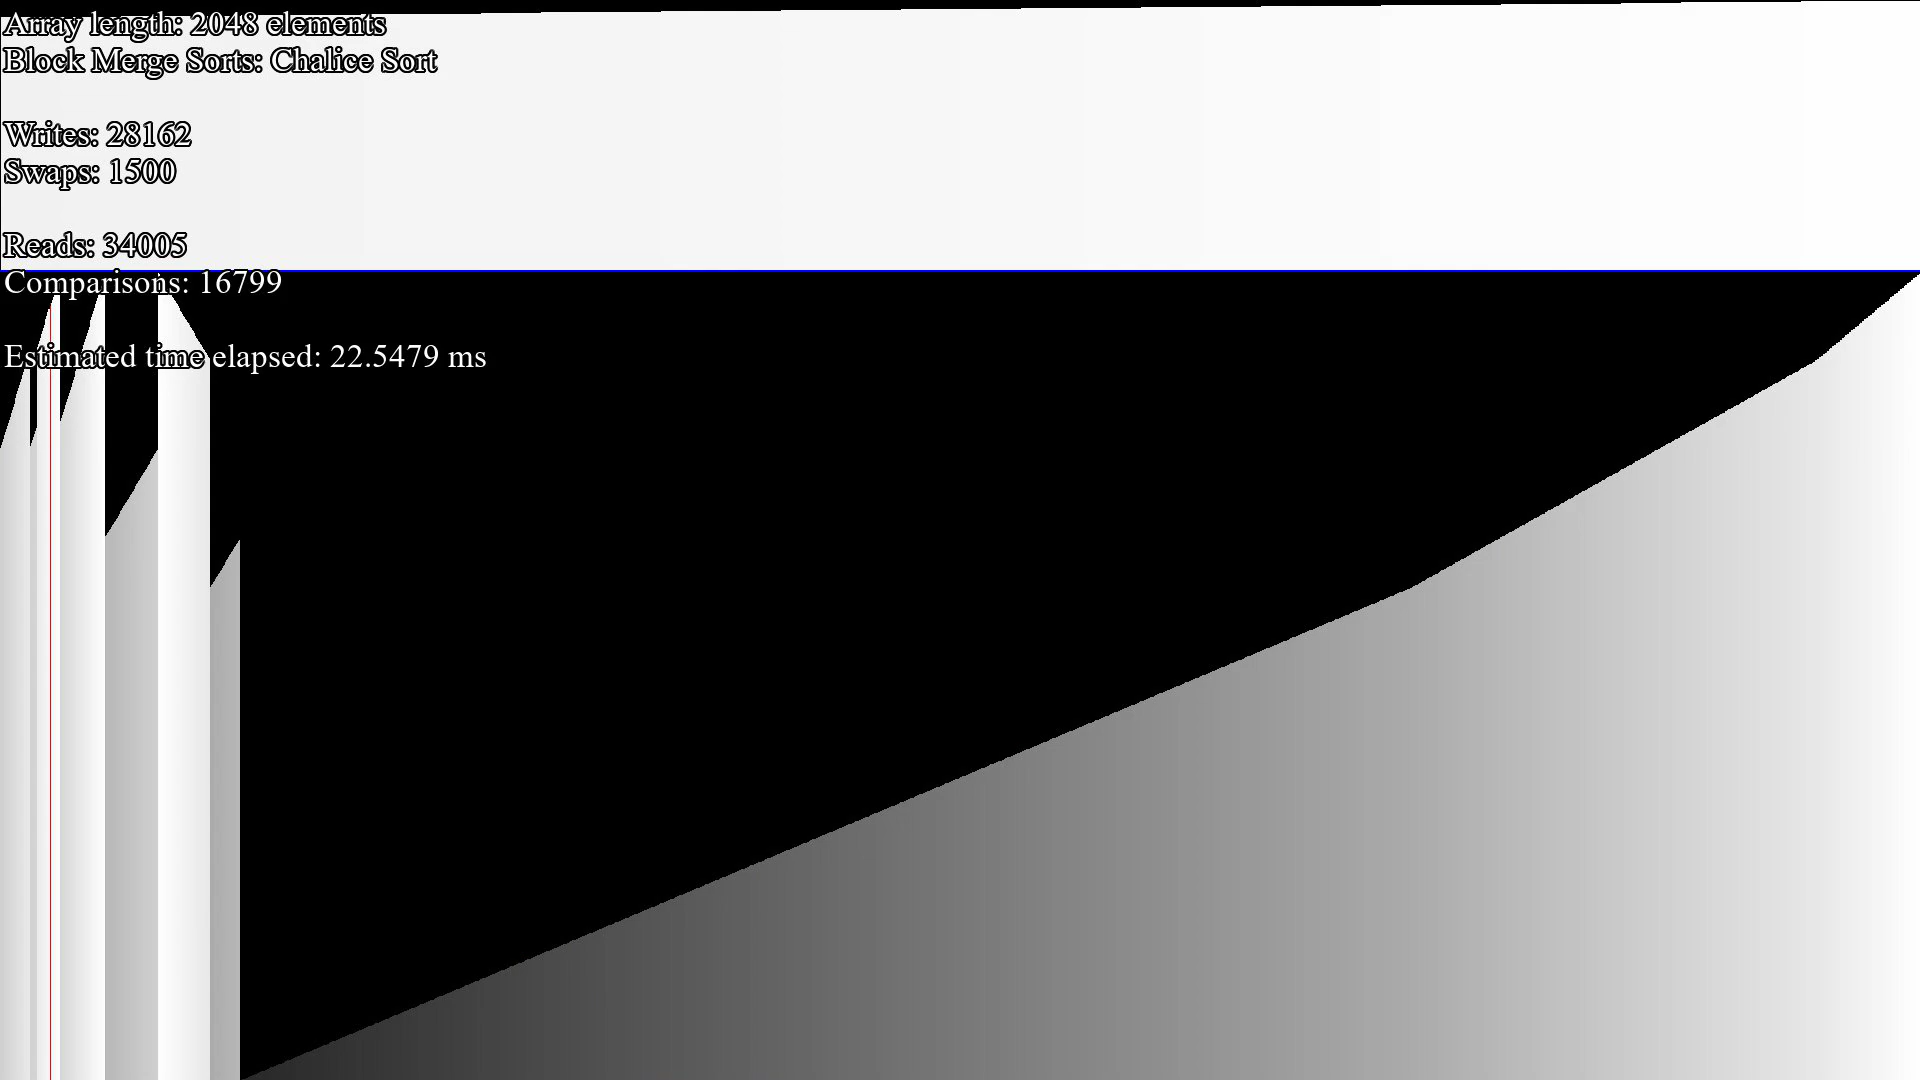 Array length: 2048 elements
Block Merge Sorts: Chalice Sort
Writes: 28162
Swaps: 1500
Reads: 34005
Comparisons: 16799
Estimated time elapsed: 22.5479 ms